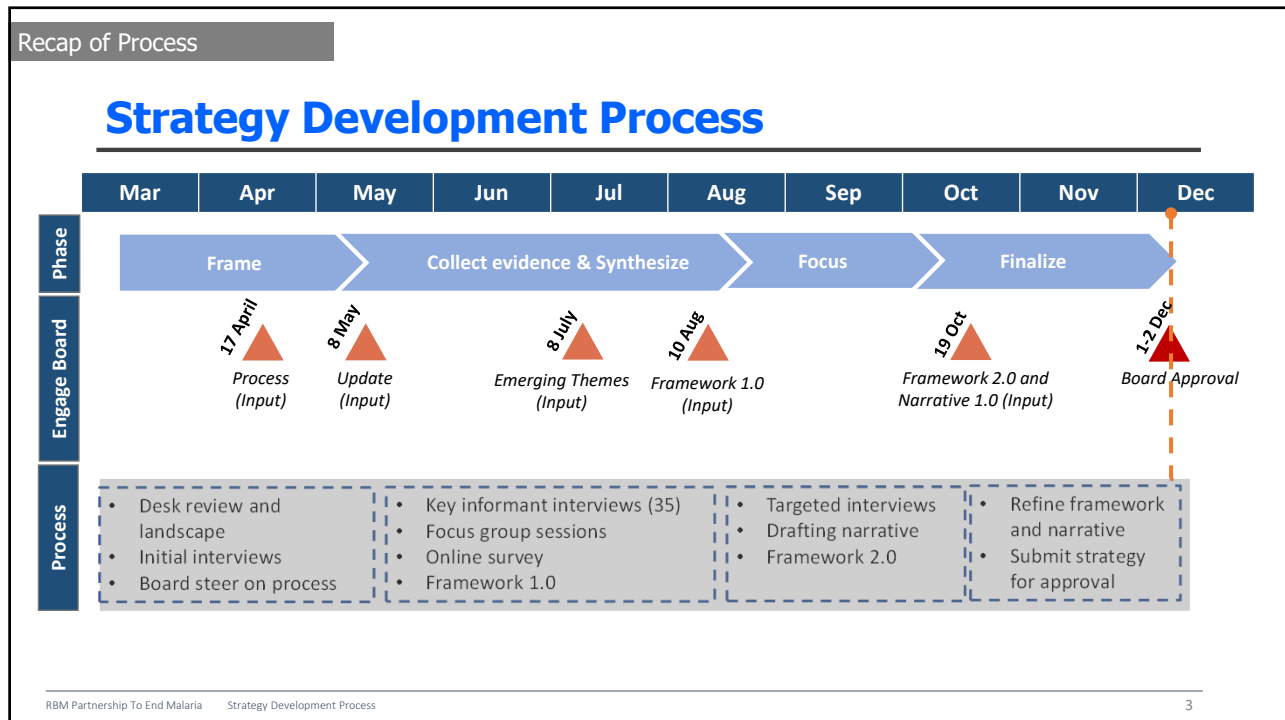 Recap of Process
Strategy Development Process
Mar Apr May Jun Jul Aug Sep Oct Nov Dec
Phase
Frame
Collect evidence & Synthesize
Focus
Finalize
Engage Board
17 April
Process
(Input)
8 May
Update
(Input)
8 July
Emerging Themes
(Input)
10 Aug
Framework 1.0
(Input)
19 Oct
Framework 2.0 and
Narrative 1.0 (Input)
1-2 Dec
Board Approval
Process
• Desk review and
landscape
• Initial interviews
• Board steer on process
• Key informant interviews (35)
• Focus group sessions
• Online survey
• Framework 1.0
• Targeted interviews
• Drafting narrative
• Framework 2.0
• Refine framework
and narrative
• Submit strategy
for approval
RBM Partnership To End Malaria Strategy Development Process
3